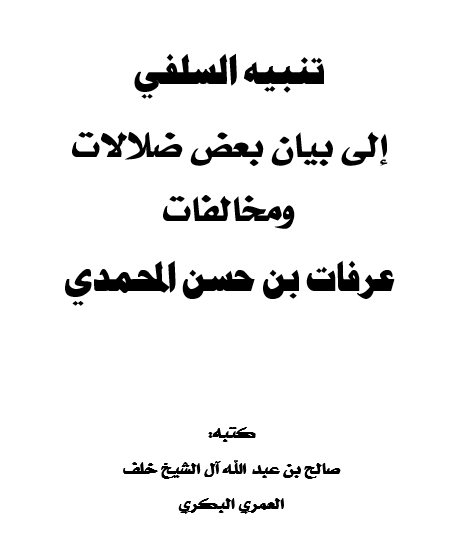 تنبيه السلفي
إلى بيان بعض ضلالات
ومخالفات
عرفات بن حسن المحمدي
كتبه:
صالح بن عبد الله آل الشيخ خلف
العمري البكري